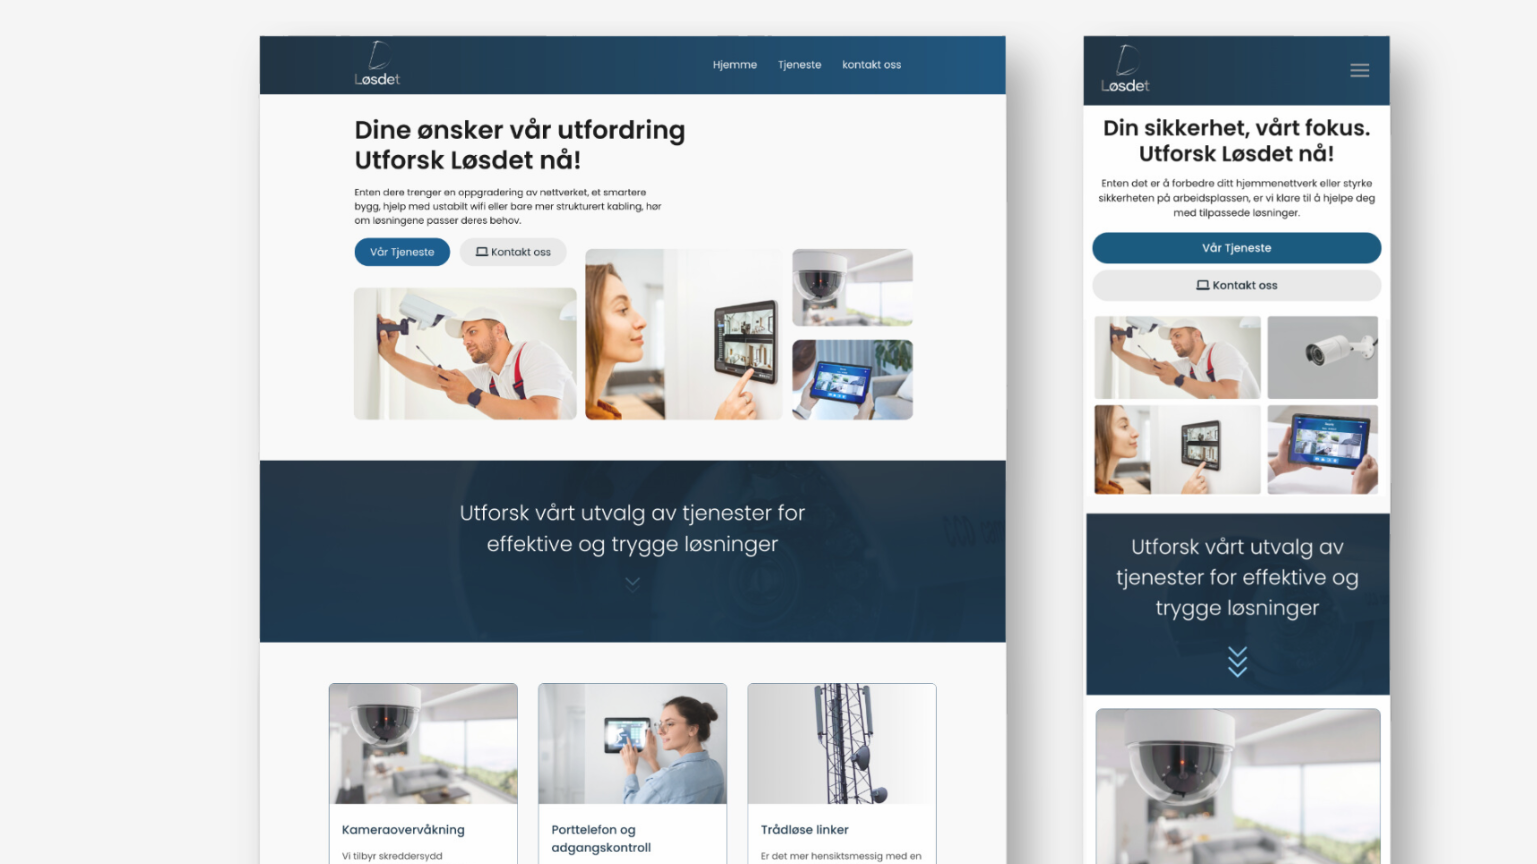 Løsdet
Hjemme
Tjeneste
kontakt oss
Dine ønsker vår utfordring
Utforsk Løsdet nå!
Enten dere trenger en oppgradering av nettverket, et smartere
bygg, hjelp med ustabilt wifi eller bare mer strukturert kabling, hør
om løsningene passer deres behov.
Vår Tjeneste
Kontakt oss
Utforsk vårt utvalg av tjenester for
effektive og trygge løsninger
Kameraovervåkning
Vi tilbyr skreddersydd
Porttelefon og
adgangskontroll
Trådløse linker
Er det mer hensiktsmessig med en
Løsdet
Din sikkerhet, vårt fokus.
Utforsk Løsdet nå!
Enten det er å forbedre ditt hjemmenettverk eller styrke
sikkerheten på arbeidsplassen, er vi klare til å hjelpe deg
med tilpassede løsninger.
Vår Tjeneste
Kontakt oss
Utforsk vårt utvalg av
tjenester for effektive og
trygge løsninger